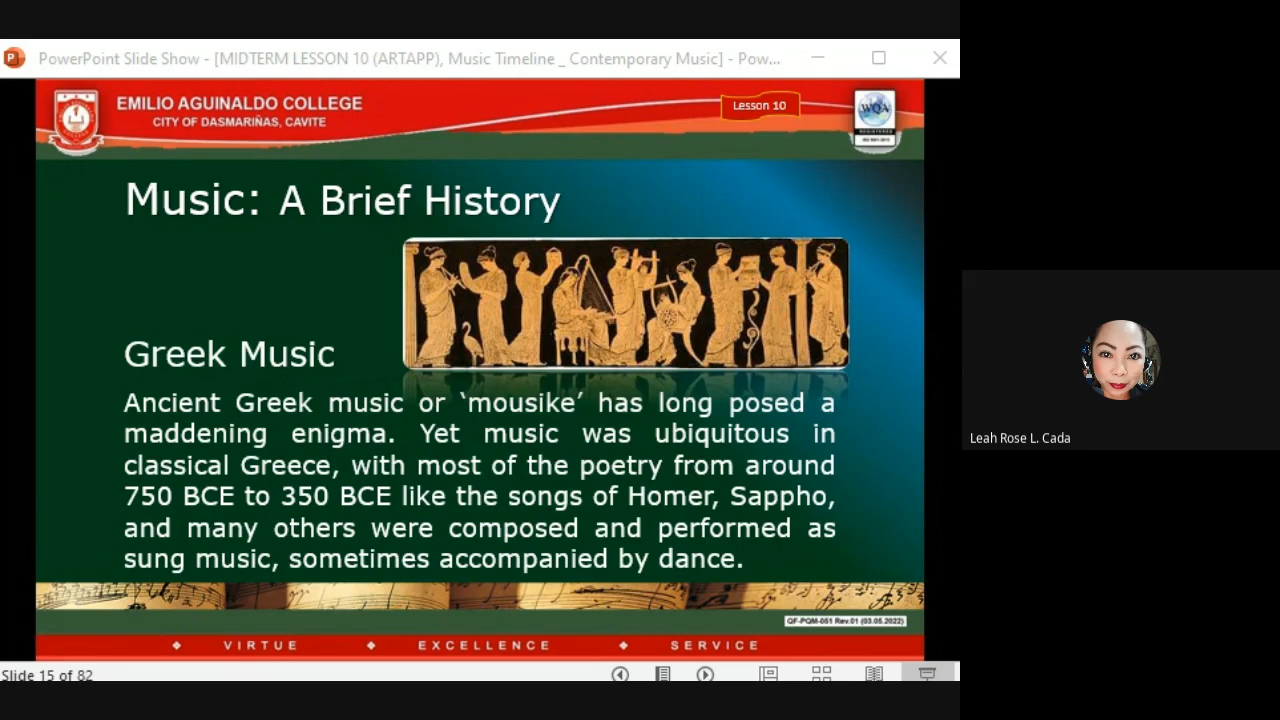 PowerPoint Slide Show - [MIDTERM LESSON 10 (ARTAPP), Music Timeline _ Contemporary Music] - Pow...
EMILIO AGUINALDO COLLEGE
CITY OF DASMARIÑAS, CAVITE
Lesson 10
WQA
REGISTERED
Music: A Brief History
Greek Music
Ancient Greek music or ‘mousike’ has long posed a
maddening enigma. Yet music was ubiquitous in
classical Greece, with most of the poetry from around
750 BCE to 350 BCE like the songs of Homer, Sappho,
and many others were composed and performed as
sung music, sometimes accompanied by dance.
QF-PQM-051 Rev.01 (03.05.2022)
VIRTUE EXCELLENCE SERVICE
Slide 15 of 82
Leah Rose L. Cada